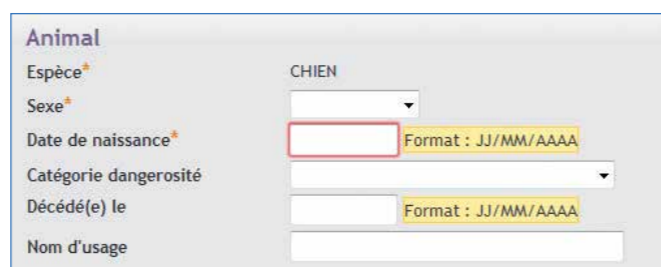 Animal
Espèce* CHIEN
Sexe*
Date de naissance* Format : JJ/MM/AAAA
Catégorie dangerosité
Décédé(e) le Format : JJ/MM/AAAA
Nom d'usage